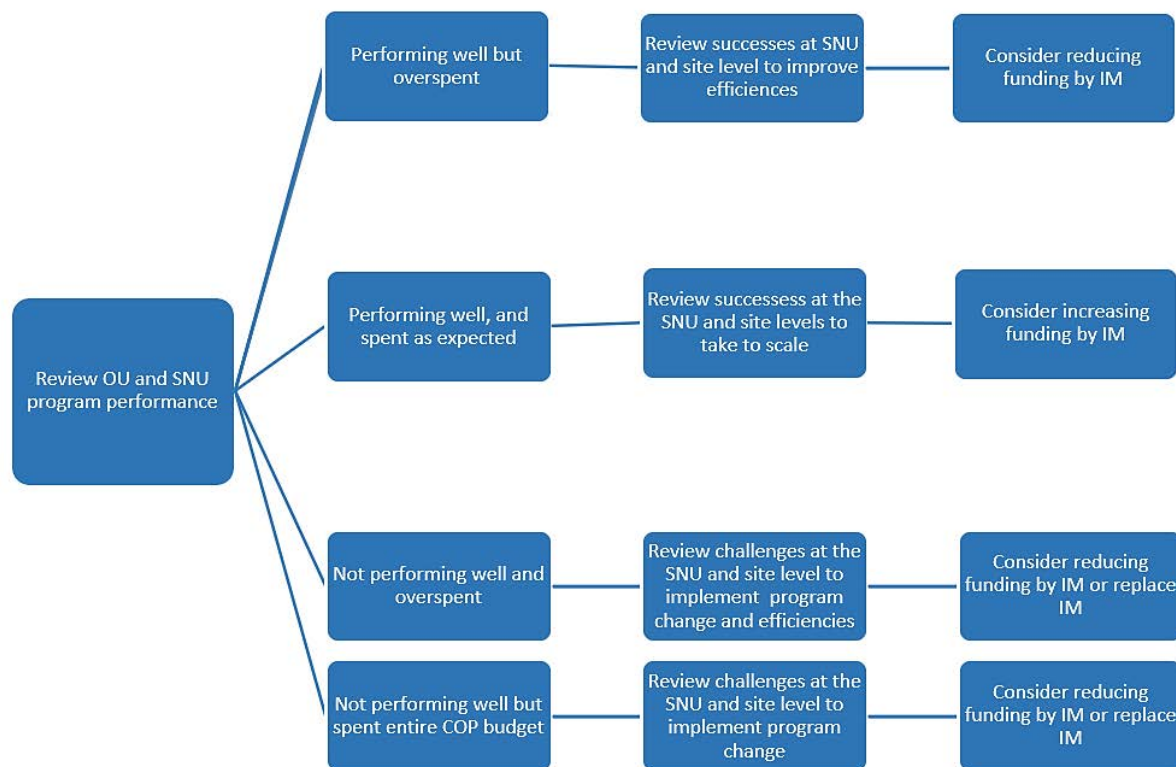 Performing well but
overspent
Review successes at SNU
and site level to improve
efficiences
Consider reducing
funding by IM
Review OU and SNU
program performance
Performing well, and
spent as expected
Review successess at the
SNU and site levels to
take to scale
Consider increasing
funding by IM
Not performing well and
overspent
Review challenges at the
SNU and site level to
implement program
change and efficiencies
Consider reducing
funding by IM or replace
IM
Not performing well but
spent entire COP budget
Review challenges at the
SNU and site level to
implement program
change
Consider reducing
funding by IM or replace
IM